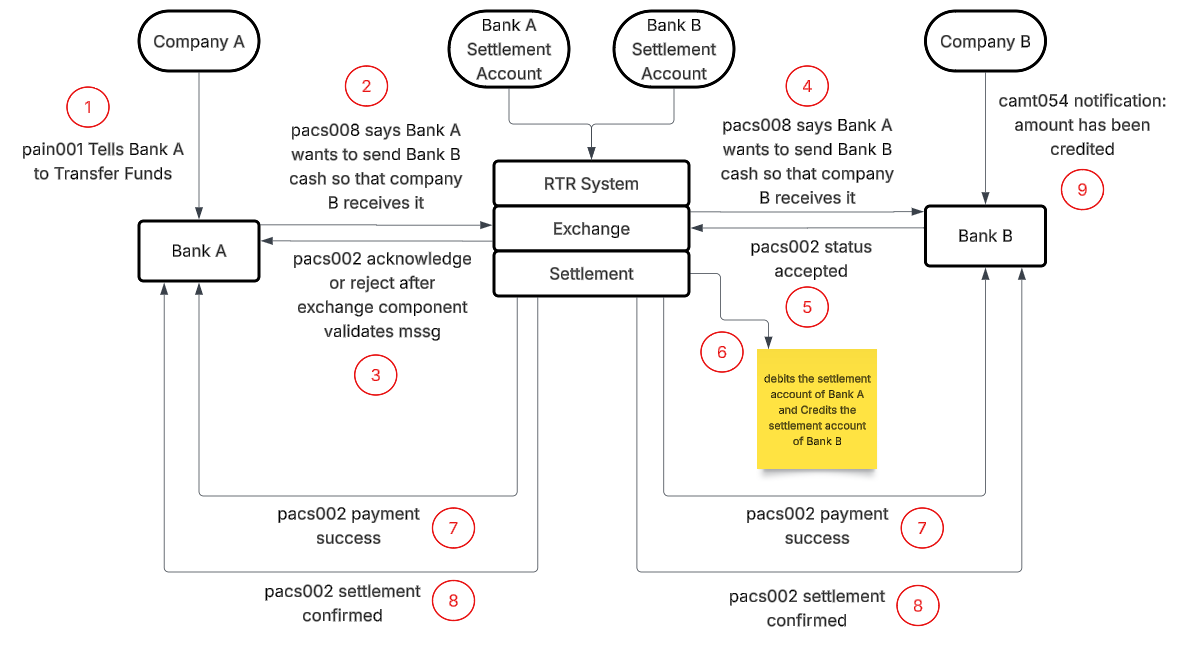 Company A
Bank A
Settlement
Account
Bank B
Settlement
Account
Company B
1
pain001 Tells Bank A
to Transfer Funds
2
pacs008 says Bank A
wants to send Bank B
cash so that company
B receives it
4
pacs008 says Bank A
wants to send Bank B
cash so that company
B receives it
camt054 notification:
amount has been
credited
9
RTR System
Exchange
Settlement
Bank A
Bank B
pacs002 acknowledge
or reject after
exchange component
validates mssg
3
pacs002 status
accepted
5
6
debits the settlement
account of Bank A
and Credits the
settlement account
of Bank B
pacs002 payment
success
7
pacs002 payment
success
7
pacs002 settlement
confirmed
8
pacs002 settlement
confirmed
8